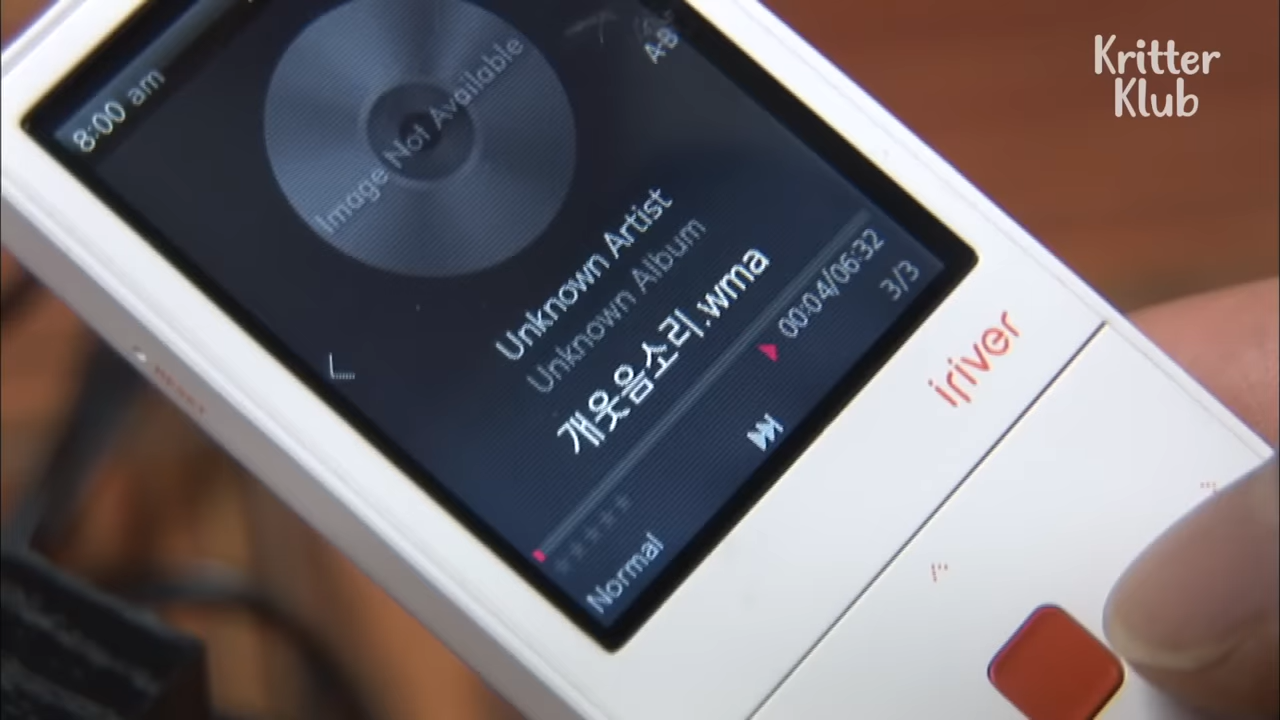 Kritter
Klub
8:00 am
Image Not Available
A-B
Unknown Artist
Unknown Album
개웃음소리.wma
00:04/06:32
3/3
Normal
iriver